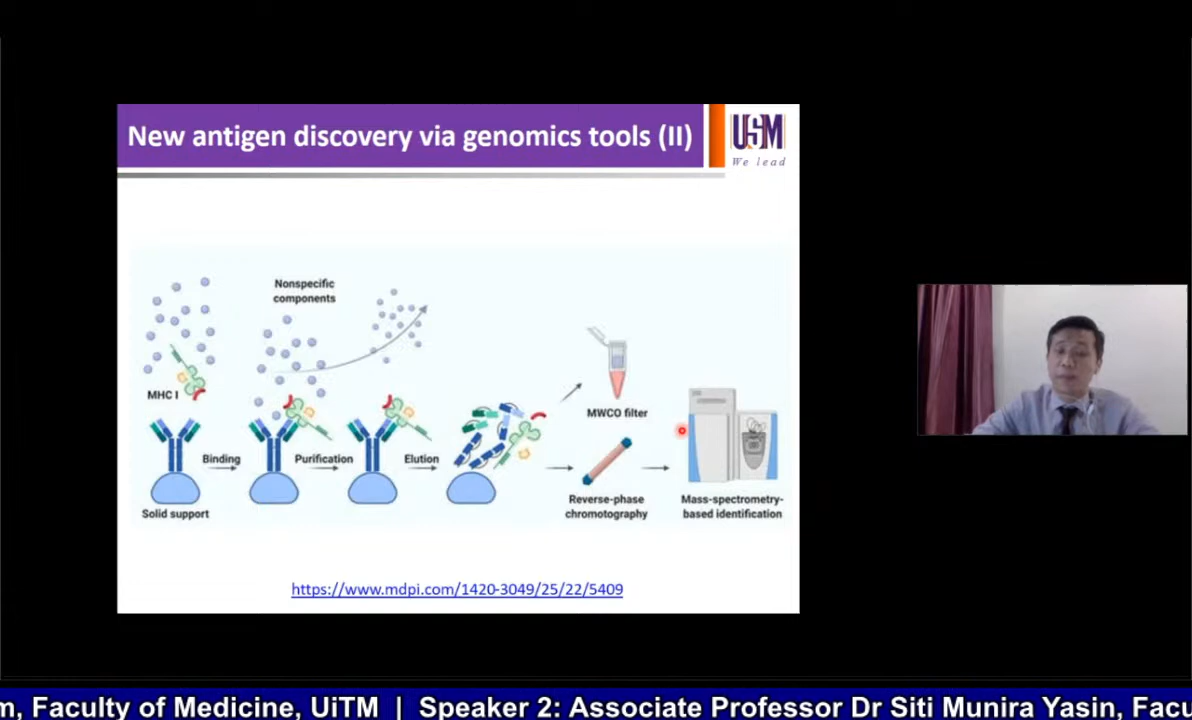 New antigen discovery via genomics tools (II)
USM
We lead
Nonspecific
components
MHC I
MWCO filter
Binding
Purification
Elution
Solid support
Reverse-phase
chromotography
Mass-spectrometry-
based identification
https://www.mdpi.com/1420-3049/25/22/5409
m, Faculty of Medicine, UiTM | Speaker 2: Associate Professor Dr Siti Munira Yasin, Facu